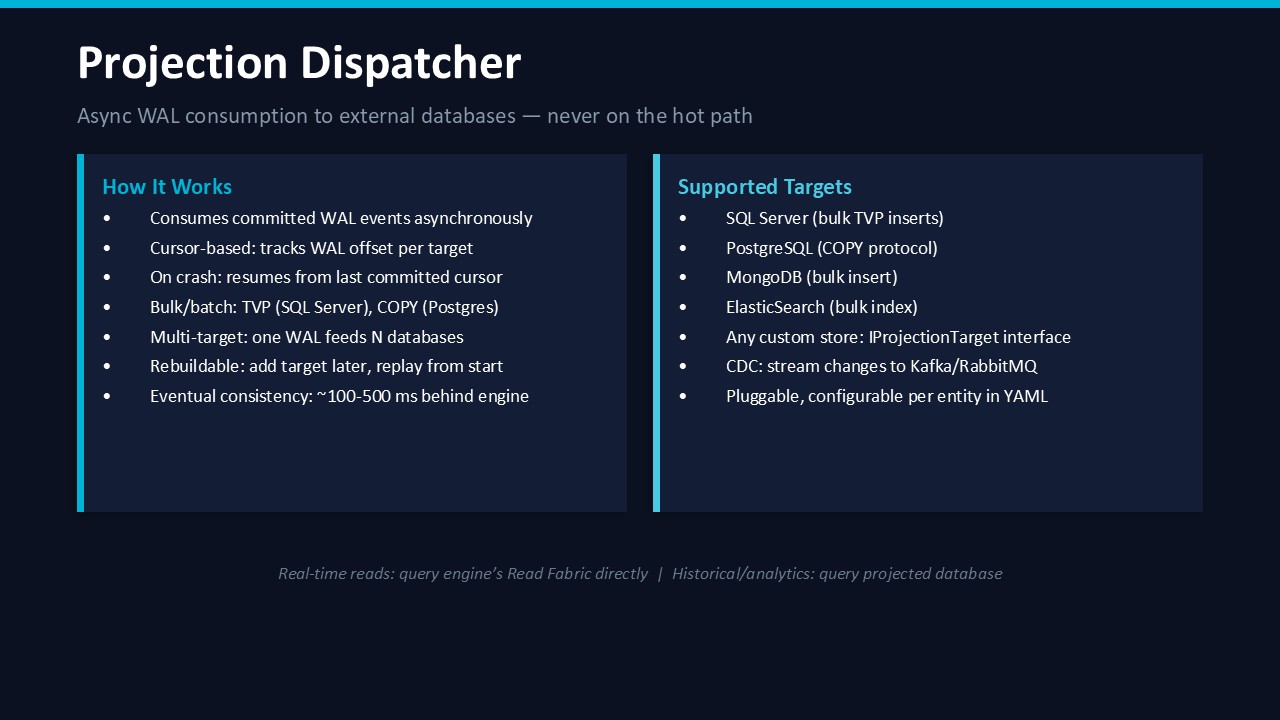 Projection Dispatcher
Async WAL consumption to external databases — never on the hot path
How It Works
• Consumes committed WAL events asynchronously
• Cursor-based: tracks WAL offset per target
• On crash: resumes from last committed cursor
• Bulk/batch: TVP (SQL Server), COPY (Postgres)
• Multi-target: one WAL feeds N databases
• Rebuildable: add target later, replay from start
• Eventual consistency: ~100-500 ms behind engine
Supported Targets
• SQL Server (bulk TVP inserts)
• PostgreSQL (COPY protocol)
• MongoDB (bulk insert)
• ElasticSearch (bulk index)
• Any custom store: IProjectionTarget interface
• CDC: stream changes to Kafka/RabbitMQ
• Pluggable, configurable per entity in YAML
Real-time reads: query engine’s Read Fabric directly | Historical/analytics: query projected database